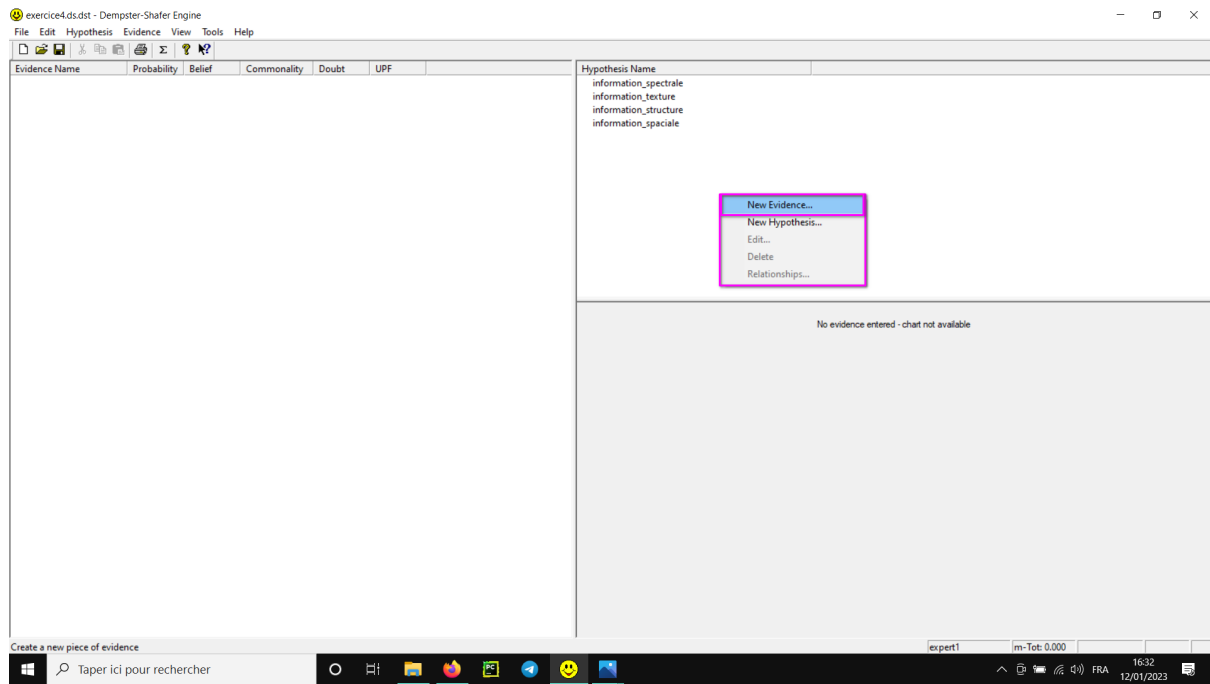 exercice4.ds.dst - Dempster-Shafer Engine
File Edit Hypothesis Evidence View Tools Help
Evidence Name Probability Belief Commonality Doubt UPF
Hypothesis Name
information_spectrale
information_texture
information_structure
information_spaciale
New Evidence...
New Hypothesis...
Edit...
Delete
Relationships...
No evidence entered - chart not available
Create a new piece of evidence
expert1 m-Tot: 0.000
Taper ici pour rechercher
PC
FRA
16:32
12/01/2023